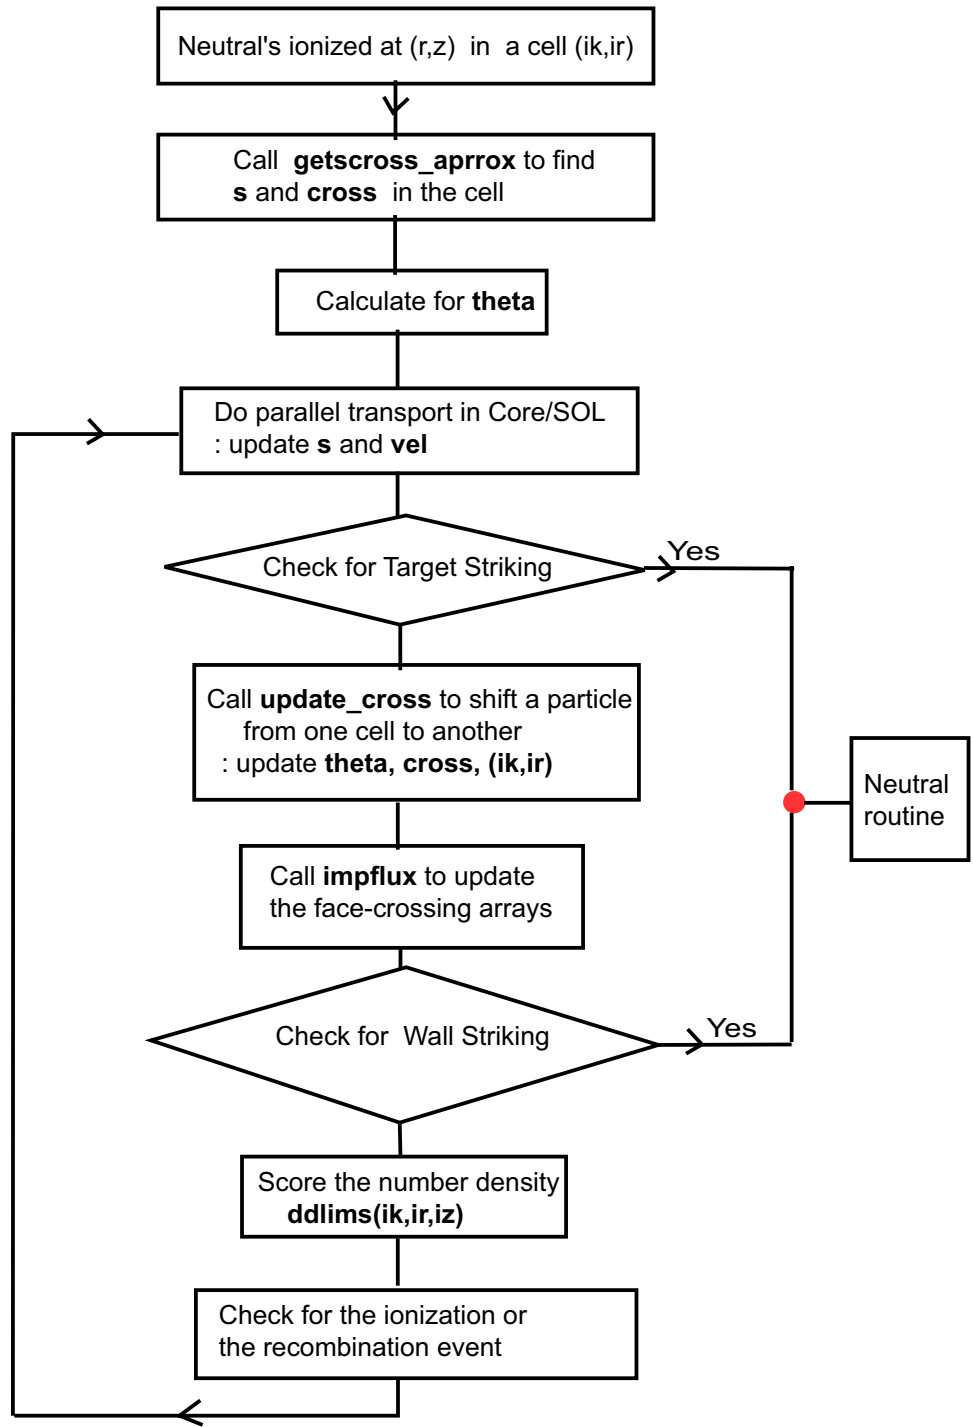 Neutral's ionized at (r,z) in a cell (ik,ir)
Call getscross_aprrox to find
s and cross in the cell
Calculate for theta
Do parallel transport in Core/SOL
: update s and vel
Check for Target Striking
Yes
Call update_cross to shift a particle
from one cell to another
: update theta, cross, (ik,ir)
Neutral
routine
Call impflux to update
the face-crossing arrays
Check for Wall Striking
Yes
Score the number density
ddlims(ik,ir,iz)
Check for the ionization or
the recombination event